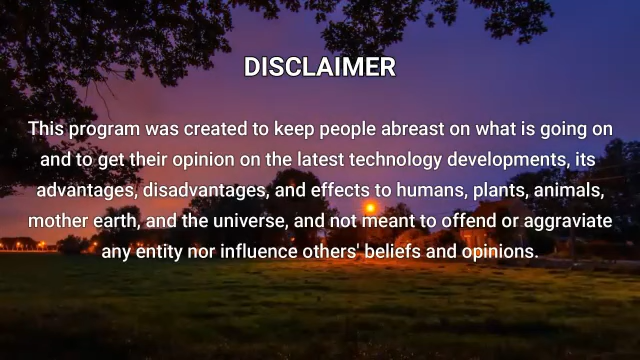 DISCLAIMER
This program was created to keep people abreast on what is going on
and to get their opinion on the latest technology developments, its
advantages, disadvantages, and effects to humans, plants, animals,
mother earth, and the universe, and not meant to offend or aggraviate
any entity nor influence others' beliefs and opinions.